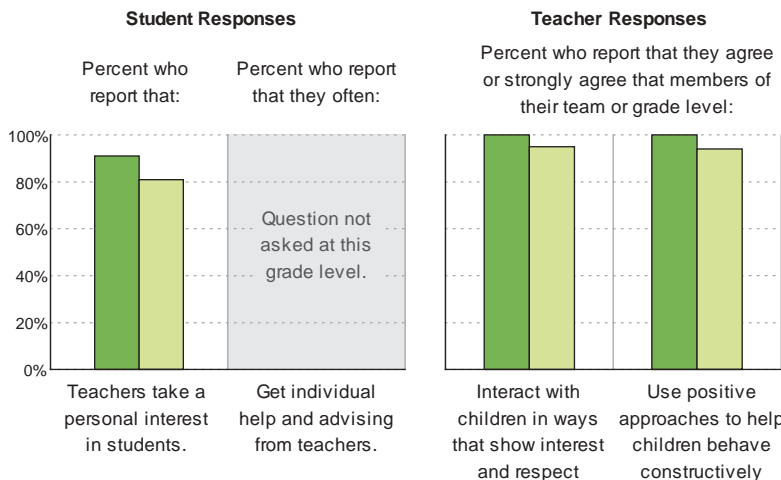 Student Responses
Percent who
report that:
Percent who report
that they often:
100%
80%
60%
40%
20%
0%
Question not
asked at this
grade level.
Teachers take a
personal interest
in students.
Get individual
help and advising
from teachers.
Teacher Responses
Percent who report that they agree
or strongly agree that members of
their team or grade level:
Interact with
children in ways
that show interest
and respect
Use positive
approaches to help
children behave
constructively